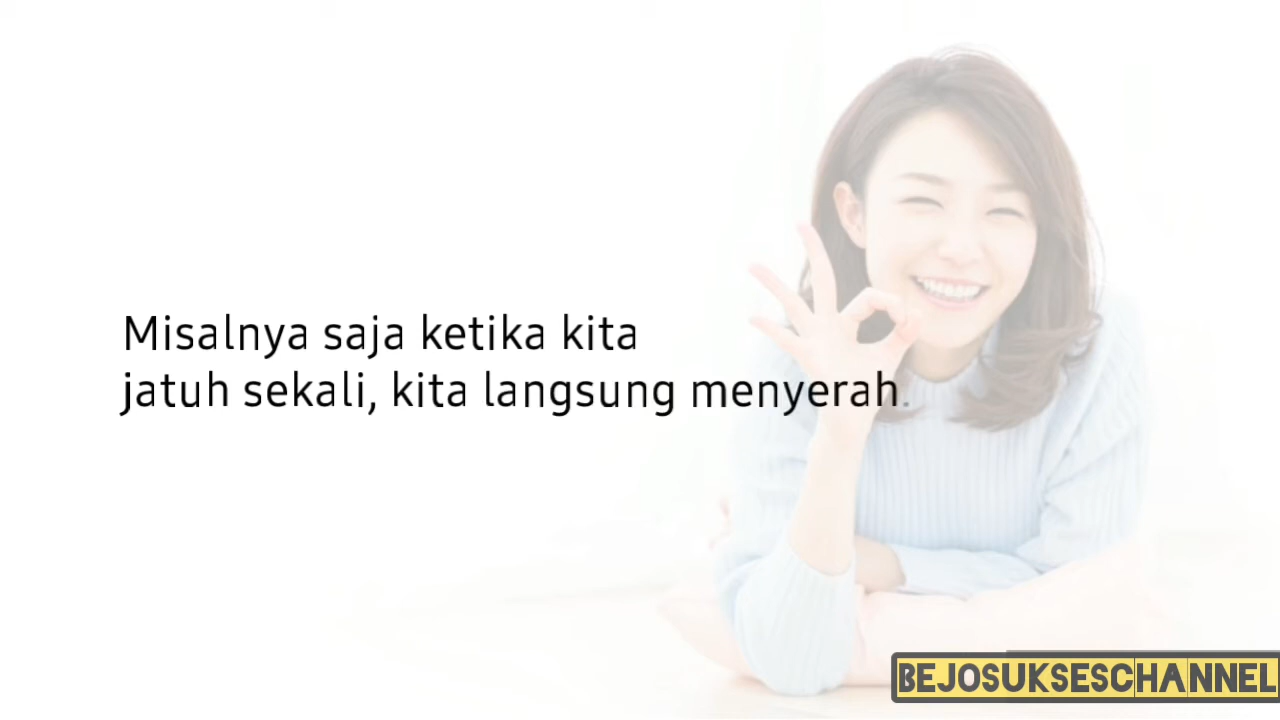 Misalnya saja ketika kita
jatuh sekali, kita langsung menyerah.
BEJOSUKSESCHANNEL